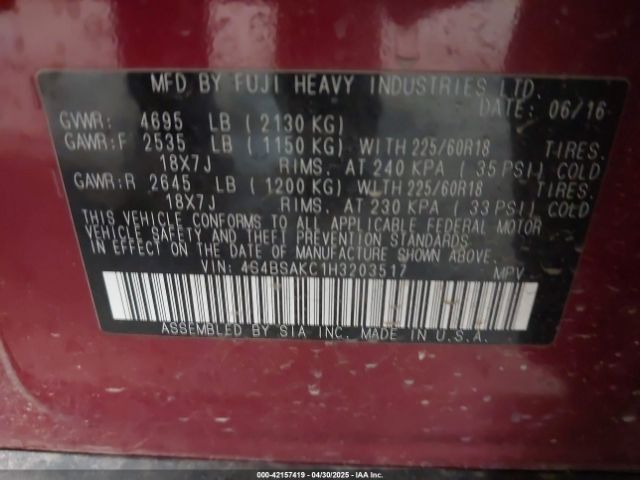 MFD BY FUJI HEAVY INDUSTRIES LTD.
DATE: 06/16
GVWR: 4695 LB ( 2130 KG)
GAWR:F 2535 LB ( 1150 KG) WITH 225/60R18 TIRES.
18X7J RIMS. AT 240 KPA ( 35 PSI) COLD
GAWR:R 2645 LB ( 1200 KG) WITH 225/60R18 TIRES.
18X7J RIMS. AT 230 KPA ( 33 PSI) COLD
THIS VEHICLE CONFORMS TO ALL APPLICABLE FEDERAL MOTOR
VEHICLE SAFETY AND THEFT PREVENTION STANDARDS
IN EFFECT ON THE DATE OF MANUFACTURE SHOWN ABOVE.
VIN: 4S4BSAKC1H3203517 MPV
ASSEMBLED BY SIA INC. MADE IN U.S.A.
000-42157419 - 04/30/2025 - IAA